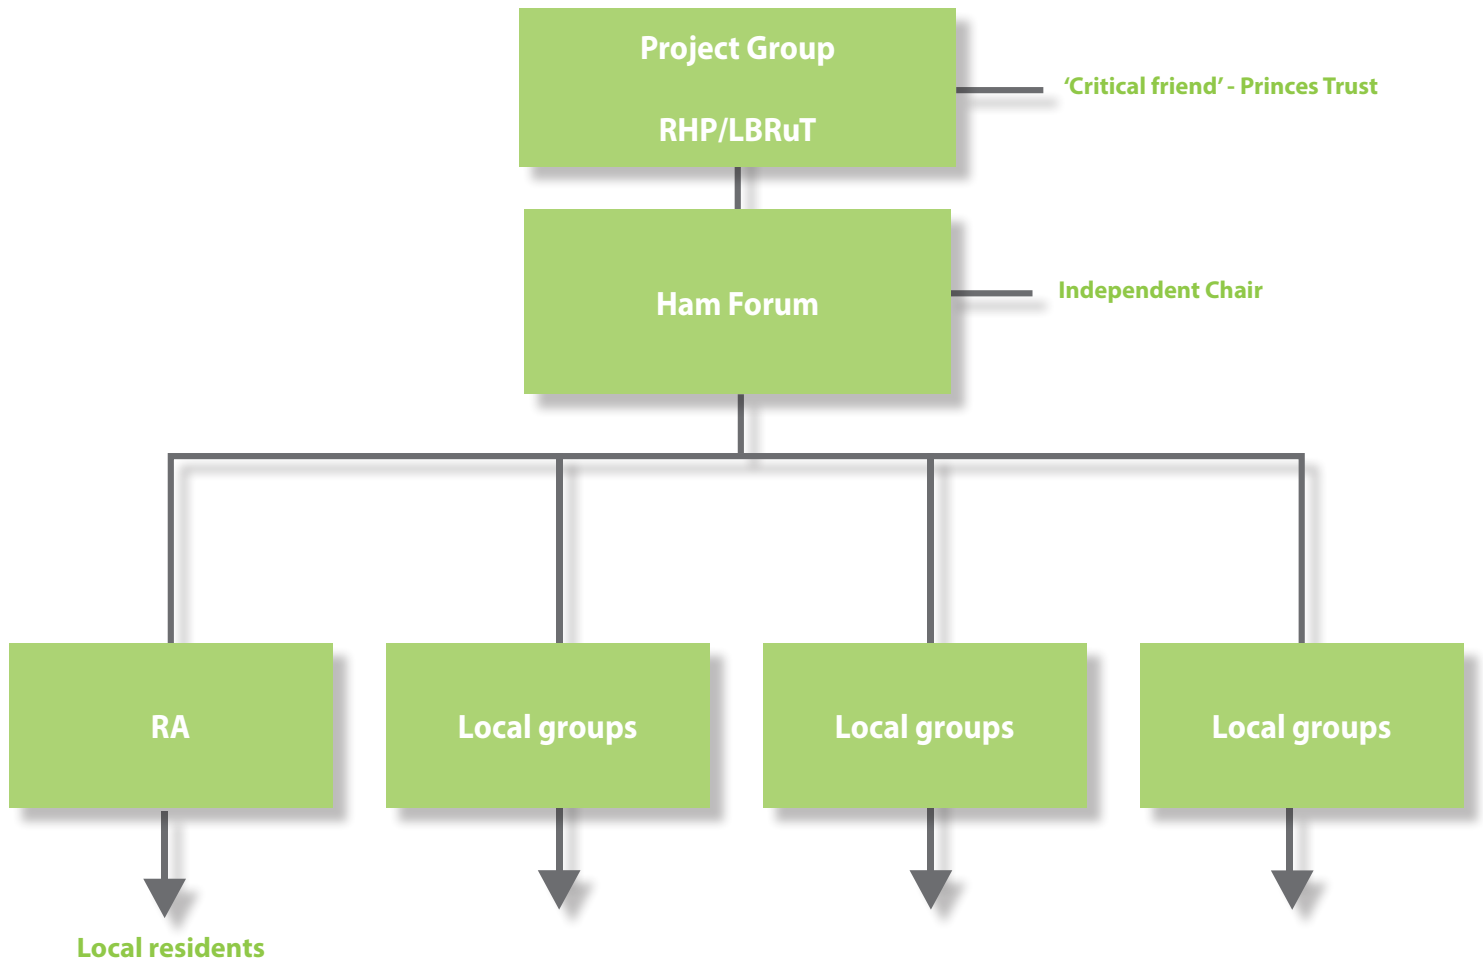 Project Group
RHP/LBRuT
‘Critical friend’ - Princes Trust
Ham Forum
Independent Chair
RA
Local groups
Local groups
Local groups
Local residents